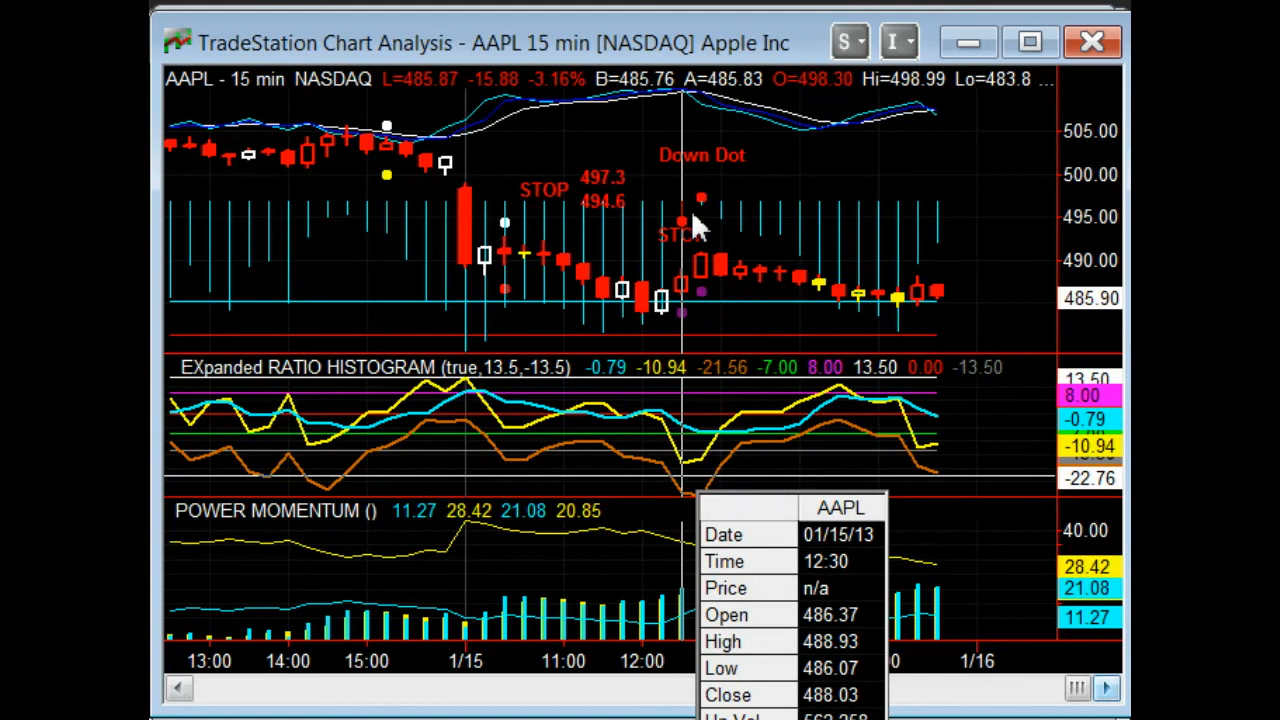 TradeStation Chart Analysis - AAPL 15 min [NASDAQ] Apple Inc
S
I
AAPL - 15 min NASDAQ L=485.87 -15.88 -3.16% B=485.76 A=485.83 O=498.30 Hi=498.99 Lo=483.8 ...
505.00
Down Dot
500.00
497.3
STOP
494.6
495.00
490.00
485.90
EXpanded RATIO HISTOGRAM (true,13.5,-13.5) -0.79 -10.94 -21.56 -7.00 8.00 13.50 0.00 -13.50
13.50
8.00
-0.79
-10.94
-22.76
POWER MOMENTUM () 11.27 28.42 21.08 20.85
40.00
28.42
21.08
11.27
AAPL
Date 01/15/13
Time 12:30
Price n/a
Open 486.37
High 488.93
Low 486.07
Close 488.03
13:00 14:00 15:00 1/15 11:00 12:00 1/16